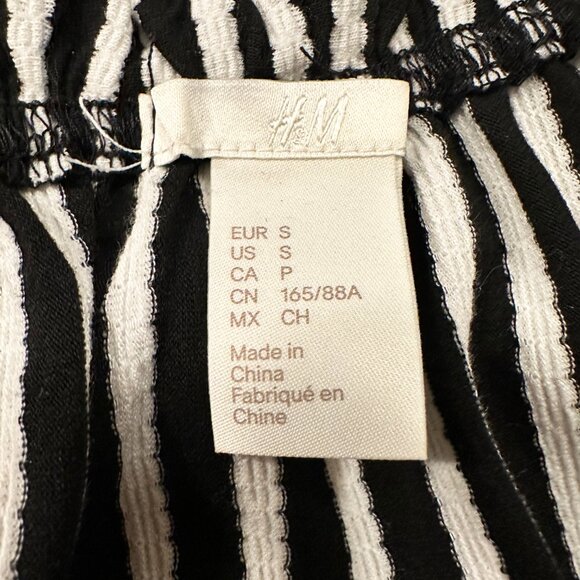 H&M
EUR S
US S
CA P
CN 165/88A
MX CH
Made in
China
Fabriqué en
Chine